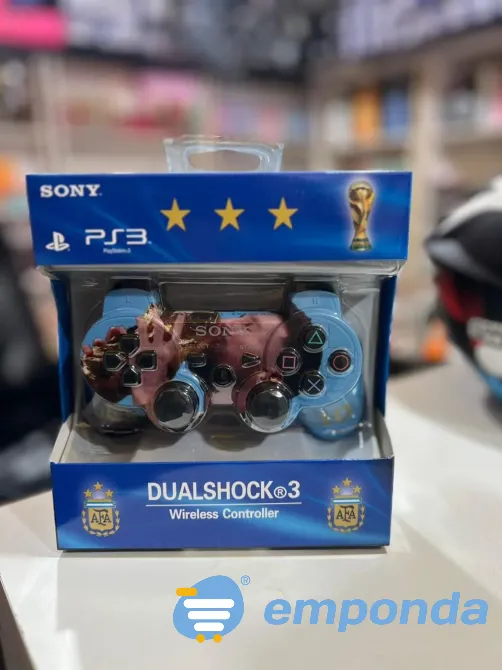 SONY
PS3
PlayStation 3
SONY
DUALSHOCK®3
Wireless Controller
AFA
AFA
emponda®